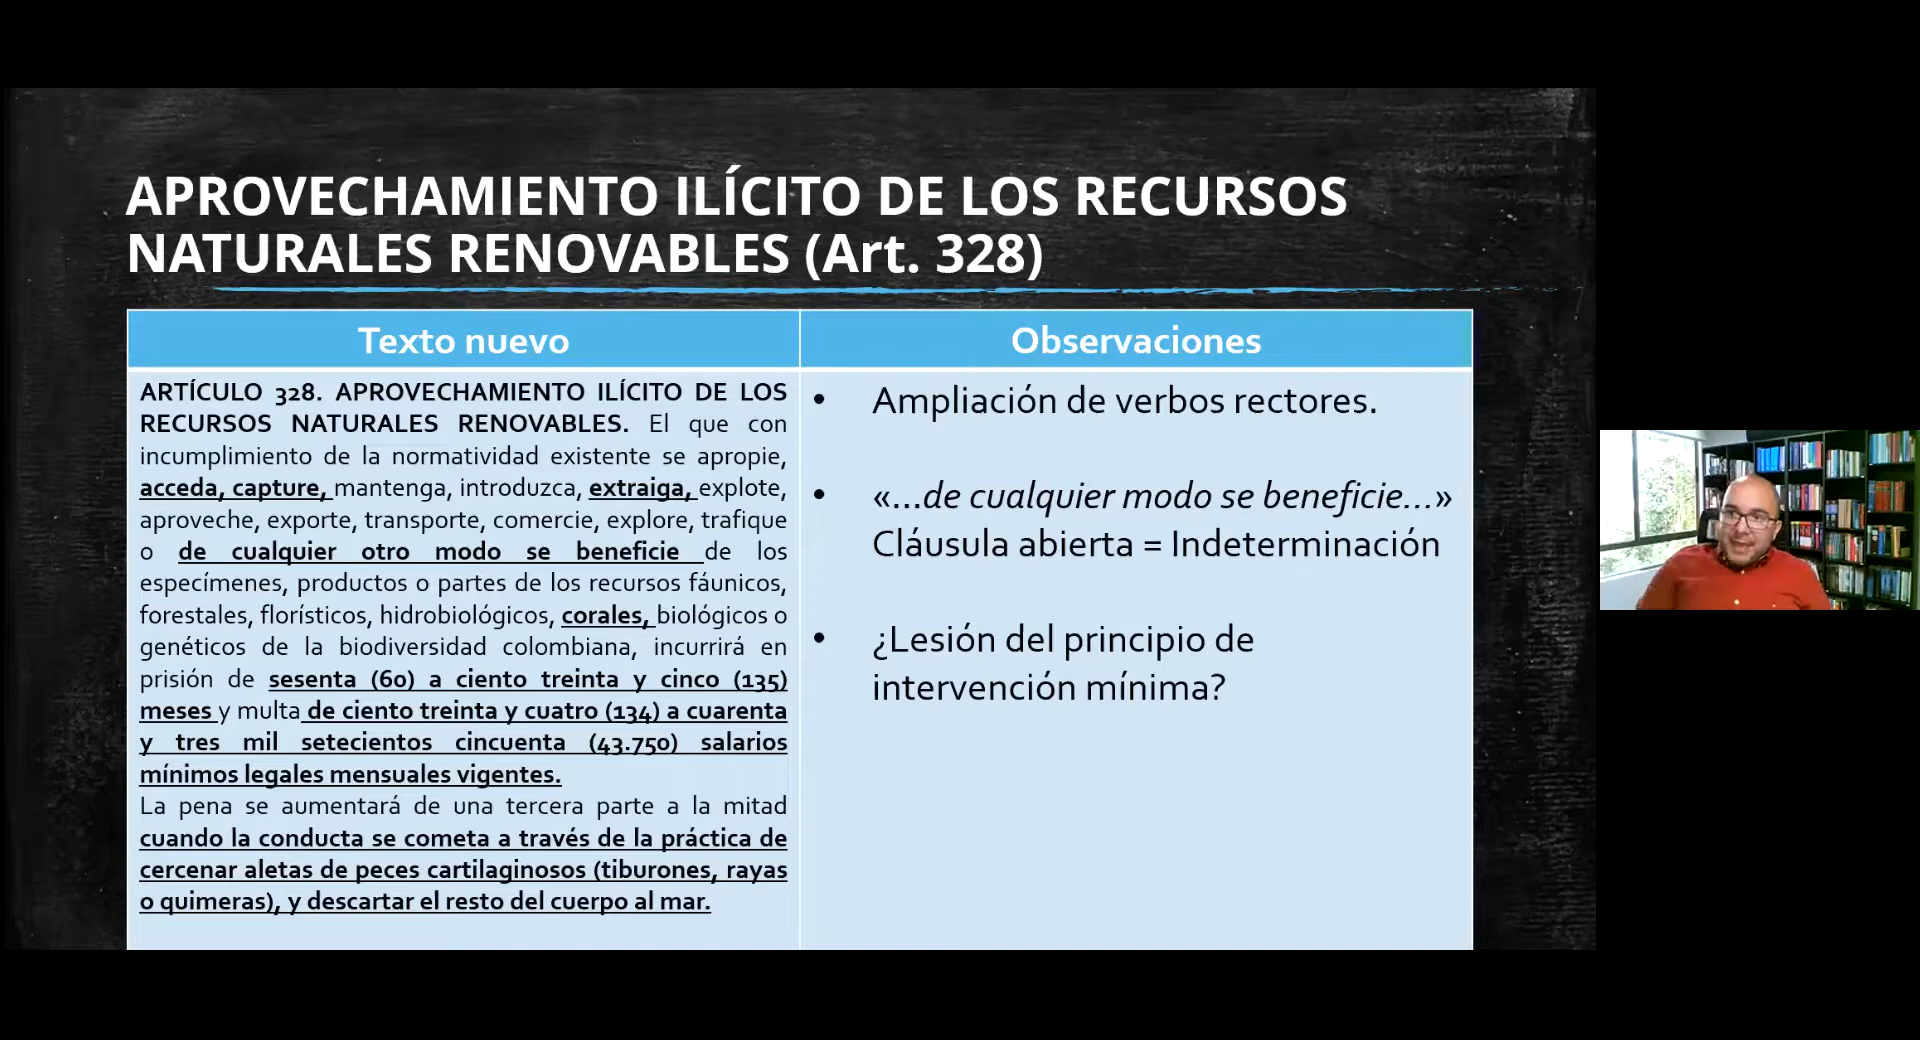 APROVECHAMIENTO ILÍCITO DE LOS RECURSOS
NATURALES RENOVABLES (Art. 328)
Texto nuevo
ARTÍCULO 328. APROVECHAMIENTO ILÍCITO DE LOS
RECURSOS NATURALES RENOVABLES. El que con
incumplimiento de la normatividad existente se apropie,
acceda, capture, mantenga, introduzca, extraiga, explote,
aproveche, exporte, transporte, comercie, explore, trafique
o de cualquier otro modo se beneficie de los
especímenes, productos o partes de los recursos fáunicos,
forestales, florísticos, hidrobiológicos, corales, biológicos o
genéticos de la biodiversidad colombiana, incurrirá en
prisión de sesenta (60) a ciento treinta y cinco (135)
meses y multa de ciento treinta y cuatro (134) a cuarenta
y tres mil setecientos cincuenta (43.750) salarios
mínimos legales mensuales vigentes.
La pena se aumentará de una tercera parte a la mitad
cuando la conducta se cometa a través de la práctica de
cercenar aletas de peces cartilaginosos (tiburones, rayas
o quimeras), y descartar el resto del cuerpo al mar.
Observaciones
• Ampliación de verbos rectores.
• «...de cualquier modo se beneficie...»
Cláusula abierta = Indeterminación
• ¿Lesión del principio de
intervención mínima?